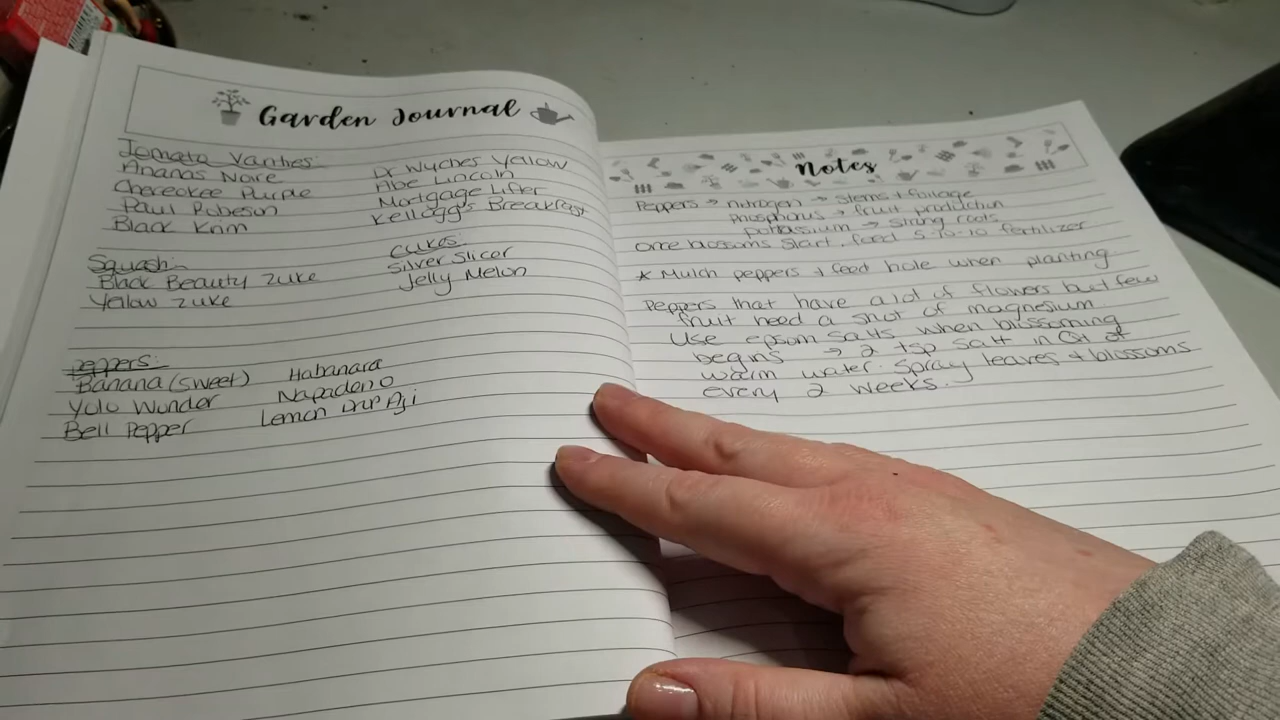 Garden Journal
Tomato Varities:
Ananas Noire
Chereokee Purple
Paul Robeson
Black Krim
Dr Wyches Yellow
Abe Lincoln
Mortgage Lifter
Kellogg's Breakfast
Squash:
Black Beauty Zuke
Yellow Zuke
Cukes:
Silver Slicer
Jelly Melon
Peppers:
Banana (sweet)
Yolo Wonder
Bell Pepper
Habanara
Napadeno
Lemon Drop Aji
Notes
Peppers → nitrogen → stems + foliage
phosphorus → fruit production
potassium → strong roots
once blossoms start, feed 5-10-10 fertilizer
* Mulch peppers + feed hole when planting
Peppers that have a lot of flowers but few
fruit need a shot of magnesium
Use epsom salts when blossoming
begins → 2 tsp salt in Qt of
warm water. Spray leaves + blossoms
every 2 weeks.